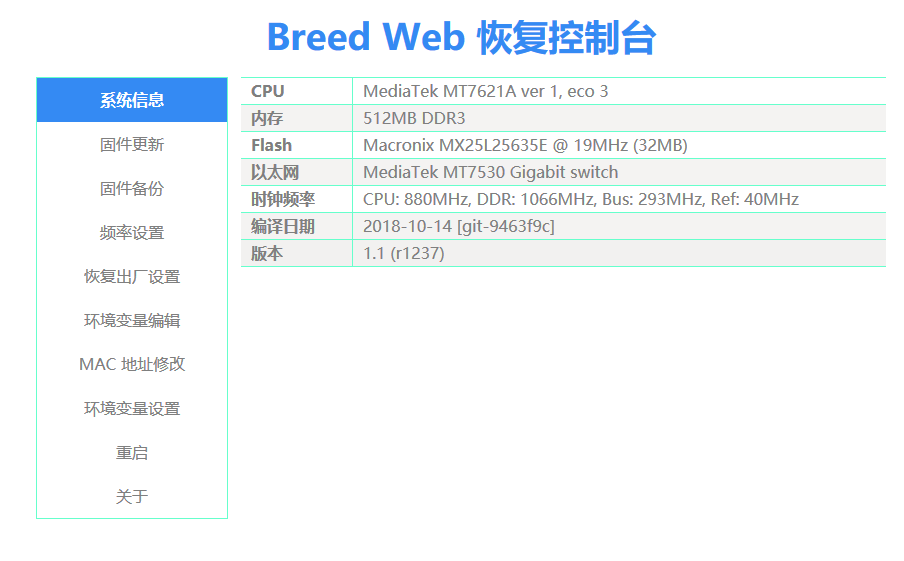 Breed Web 恢复控制台
系统信息
固件更新
固件备份
频率设置
恢复出厂设置
环境变量编辑
MAC 地址修改
环境变量设置
重启
关于
CPU MediaTek MT7621A ver 1, eco 3
内存 512MB DDR3
Flash Macronix MX25L25635E @ 19MHz (32MB)
以太网 MediaTek MT7530 Gigabit switch
时钟频率 CPU: 880MHz, DDR: 1066MHz, Bus: 293MHz, Ref: 40MHz
编译日期 2018-10-14 [git-9463f9c]
版本 1.1 (r1237)